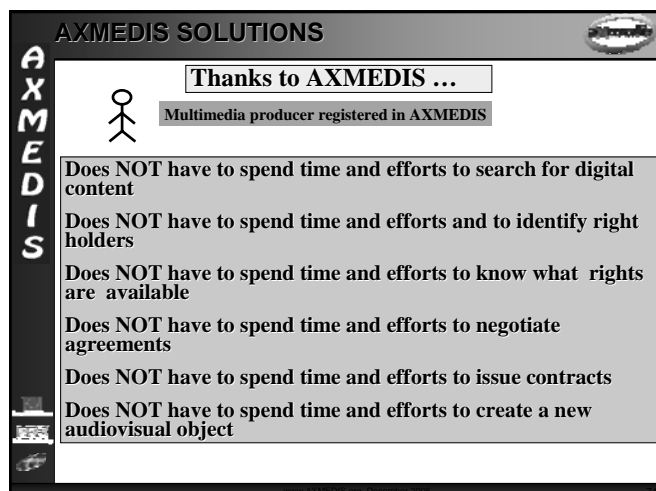 AXMEDIS SOLUTIONS
AXMEDIS
Thanks to AXMEDIS …
Multimedia producer registered in AXMEDIS
Does NOT have to spend time and efforts to search for digital
content
Does NOT have to spend time and efforts and to identify right
holders
Does NOT have to spend time and efforts to know what rights
are available
Does NOT have to spend time and efforts to negotiate
agreements
Does NOT have to spend time and efforts to issue contracts
Does NOT have to spend time and efforts to create a new
audiovisual object